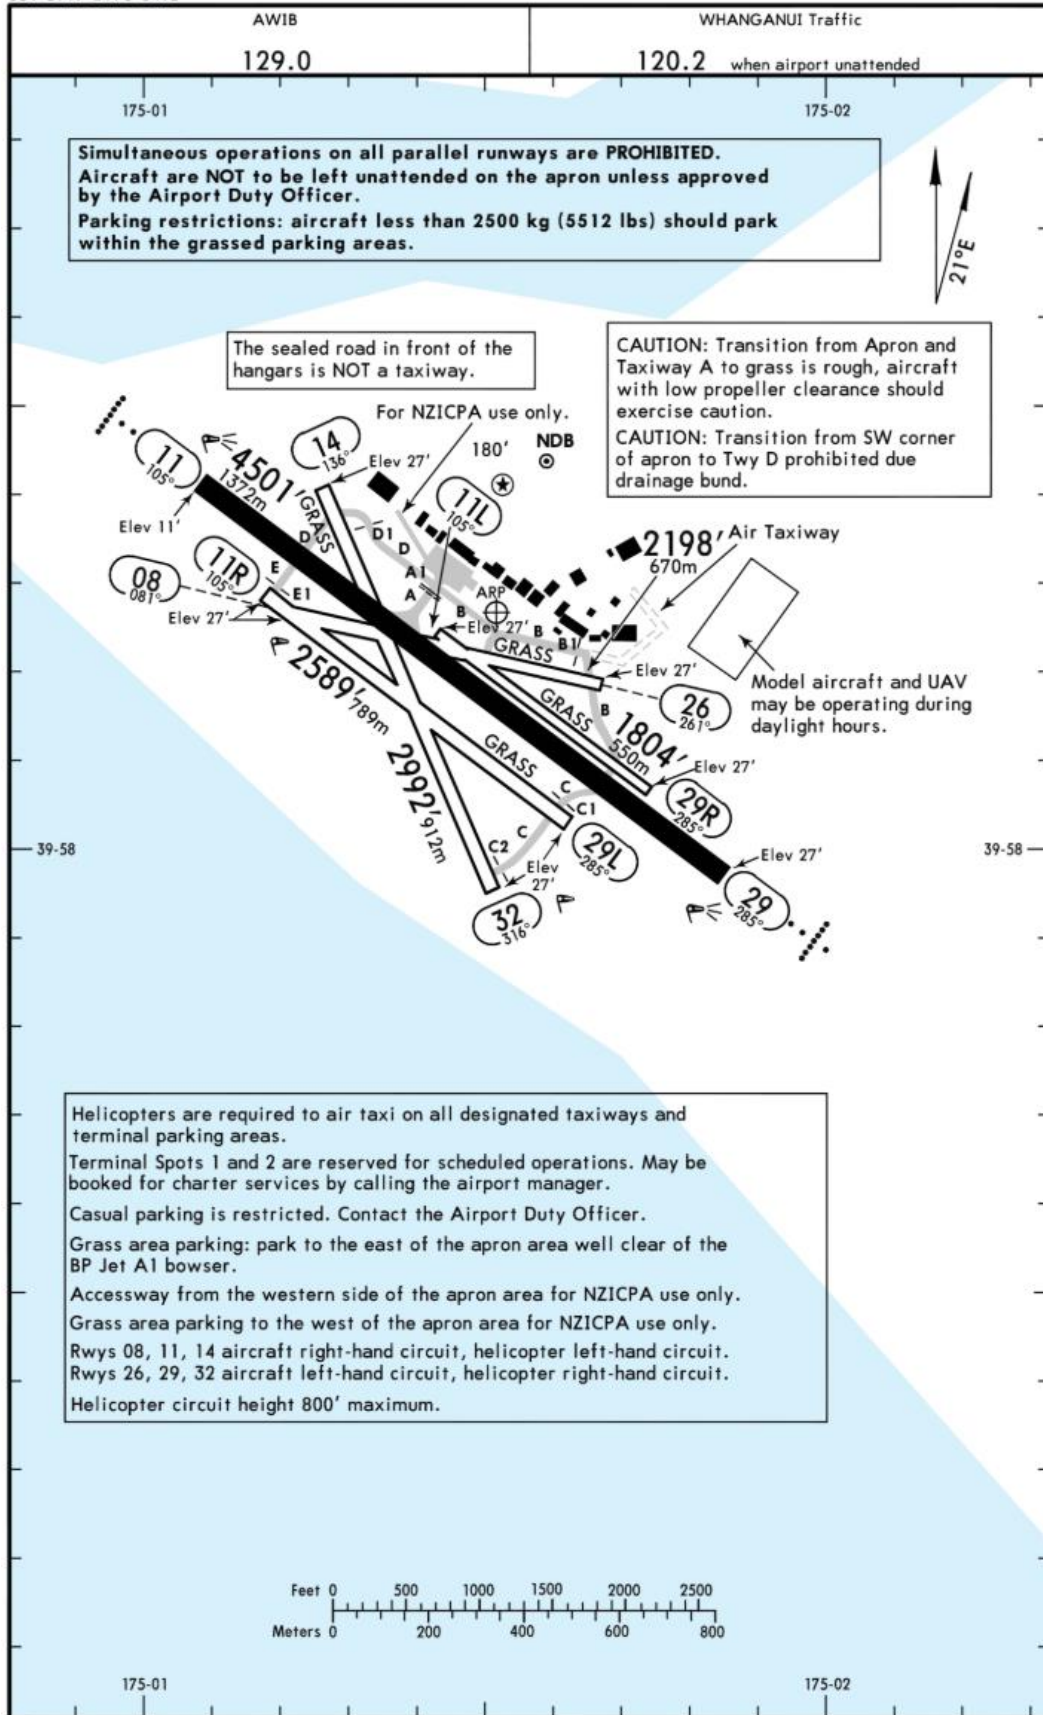 AWIB
129.0
WHANGANUI Traffic
120.2 when airport unattended
175-01
175-02
Simultaneous operations on all parallel runways are PROHIBITED.
Aircraft are NOT to be left unattended on the apron unless approved
by the Airport Duty Officer.
Parking restrictions: aircraft less than 2500 kg (5512 lbs) should park
within the grassed parking areas.
21°E
The sealed road in front of the
hangars is NOT a taxiway.
CAUTION: Transition from Apron and
Taxiway A to grass is rough, aircraft
with low propeller clearance should
exercise caution.
CAUTION: Transition from SW corner
of apron to Twy D prohibited due
drainage bund.
For NZICPA use only.
180'
NDB
14
136°
Elev 27'
11
105°
4501'
1372m
GRASS
11L
105°
Elev 11'
D
D1
D
2198'
670m
Air Taxiway
11R
105°
E
E1
A1
A
ARP
08
081°
Elev 27'
B
Elev 27'
B
B1
GRASS
Elev 27'
26
261°
Model aircraft and UAV
may be operating during
daylight hours.
2589'
789m
GRASS
B
1804'
550m
GRASS
Elev 27'
29R
285°
2992'
912m
C
C1
C
C2
29L
285°
Elev
27'
Elev 27'
29
285°
32
316°
39-58
39-58
Helicopters are required to air taxi on all designated taxiways and
terminal parking areas.
Terminal Spots 1 and 2 are reserved for scheduled operations. May be
booked for charter services by calling the airport manager.
Casual parking is restricted. Contact the Airport Duty Officer.
Grass area parking: park to the east of the apron area well clear of the
BP Jet A1 bowser.
Accessway from the western side of the apron area for NZICPA use only.
Grass area parking to the west of the apron area for NZICPA use only.
Rwys 08, 11, 14 aircraft right-hand circuit, helicopter left-hand circuit.
Rwys 26, 29, 32 aircraft left-hand circuit, helicopter right-hand circuit.
Helicopter circuit height 800' maximum.
Feet 0 500 1000 1500 2000 2500
Meters 0 200 400 600 800
175-01
175-02